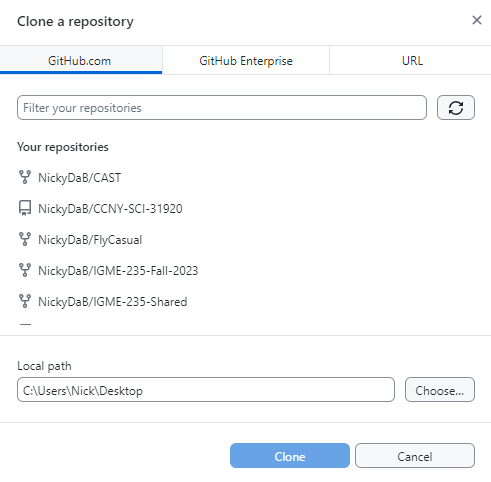 Clone a repository
GitHub.com GitHub Enterprise URL
Filter your repositories
Your repositories
NickyDaB/CAST
NickyDaB/CCNY-SCI-31920
NickyDaB/FlyCasual
NickyDaB/IGME-235-Fall-2023
NickyDaB/IGME-235-Shared
Local path
C:\Users\Nick\Desktop Choose...
Clone Cancel